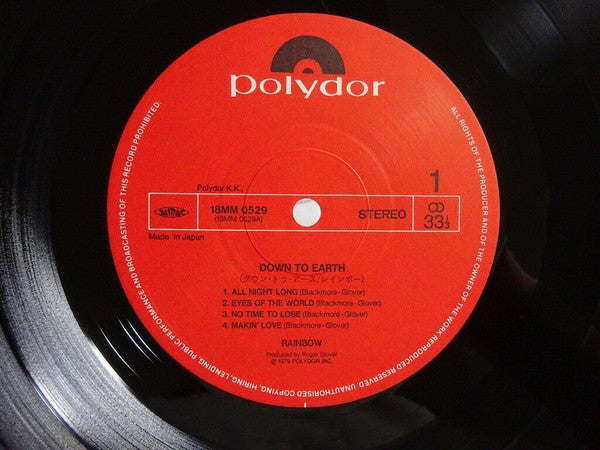 polydor
ALL RIGHTS OF THE PRODUCER AND OF THE OWNER OF THE WORK REPRODUCED RESERVED. UNAUTHORISED COPYING, HIRING, LENDING, PUBLIC PERFORMANCE AND BROADCASTING OF THIS RECORD PROHIBITED.
Polydor K.K.,
1
18MM 0529
(18MM 0529A)
STEREO
33⅓
Made in Japan
DOWN TO EARTH
(ダウン・トゥ・アース/レインボー)
1. ALL NIGHT LONG (Blackmore-Glover)
2. EYES OF THE WORLD (Blackmore-Glover)
3. NO TIME TO LOSE (Blackmore-Glover)
4. MAKIN' LOVE (Blackmore-Glover)
RAINBOW
Produced by Roger Glover
℗1979 POLYDOR INC.